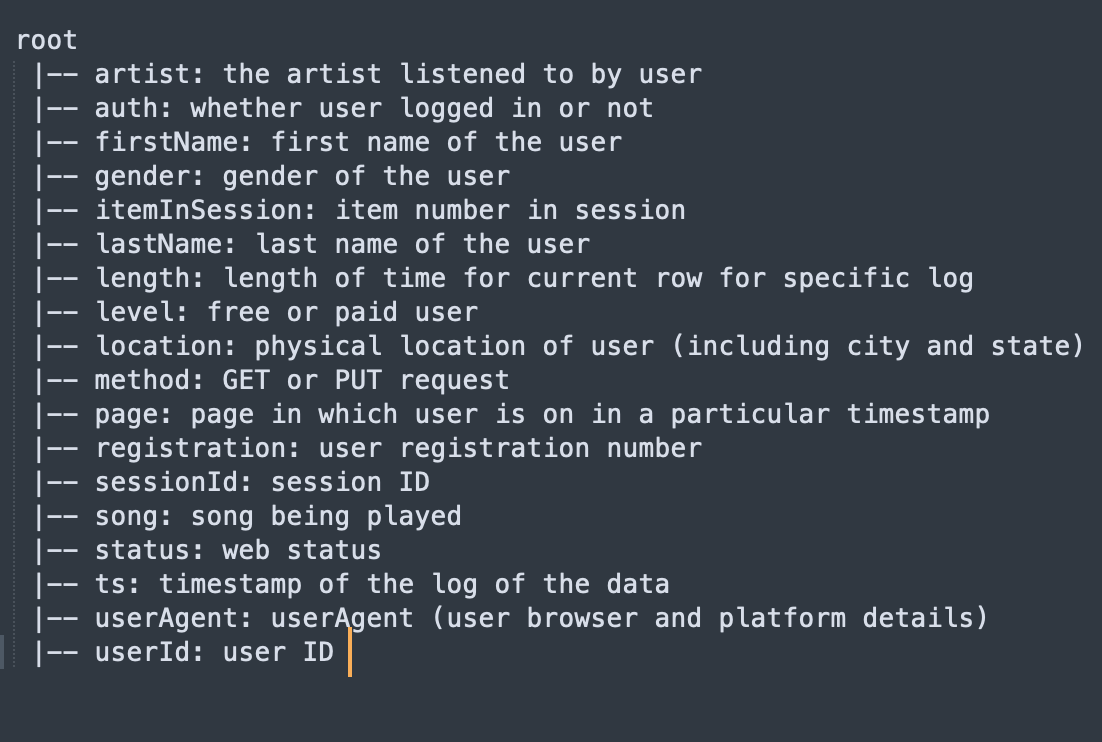 root
|-- artist: the artist listened to by user
|-- auth: whether user logged in or not
|-- firstName: first name of the user
|-- gender: gender of the user
|-- itemInSession: item number in session
|-- lastName: last name of the user
|-- length: length of time for current row for specific log
|-- level: free or paid user
|-- location: physical location of user (including city and state)
|-- method: GET or PUT request
|-- page: page in which user is on in a particular timestamp
|-- registration: user registration number
|-- sessionId: session ID
|-- song: song being played
|-- status: web status
|-- ts: timestamp of the log of the data
|-- userAgent: userAgent (user browser and platform details)
|-- userId: user ID